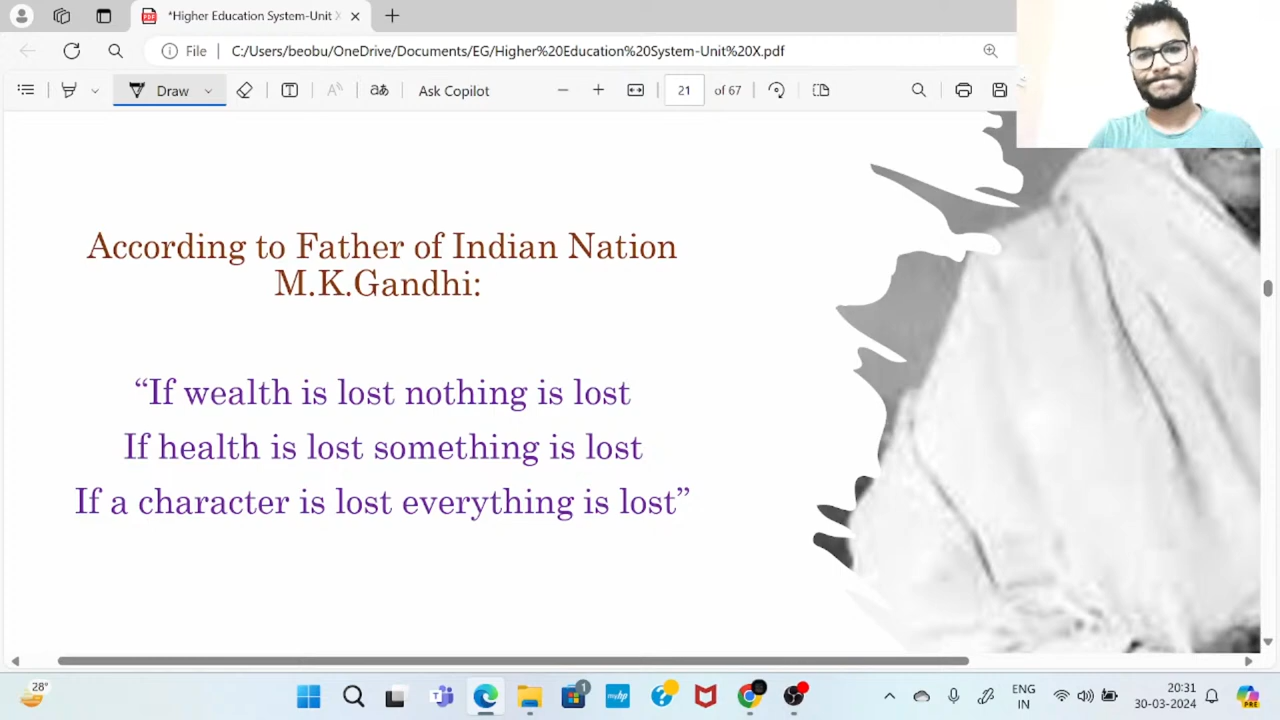 *Higher Education System-Unit X
File
C:/Users/beobu/OneDrive/Documents/EG/Higher%20Education%20System-Unit%20X.pdf
Draw
Ask Copilot
21
of 67
According to Father of Indian Nation
M.K.Gandhi:
“If wealth is lost nothing is lost
If health is lost something is lost
If a character is lost everything is lost”
28°
1
ENG
IN
20:31
30-03-2024
PRE